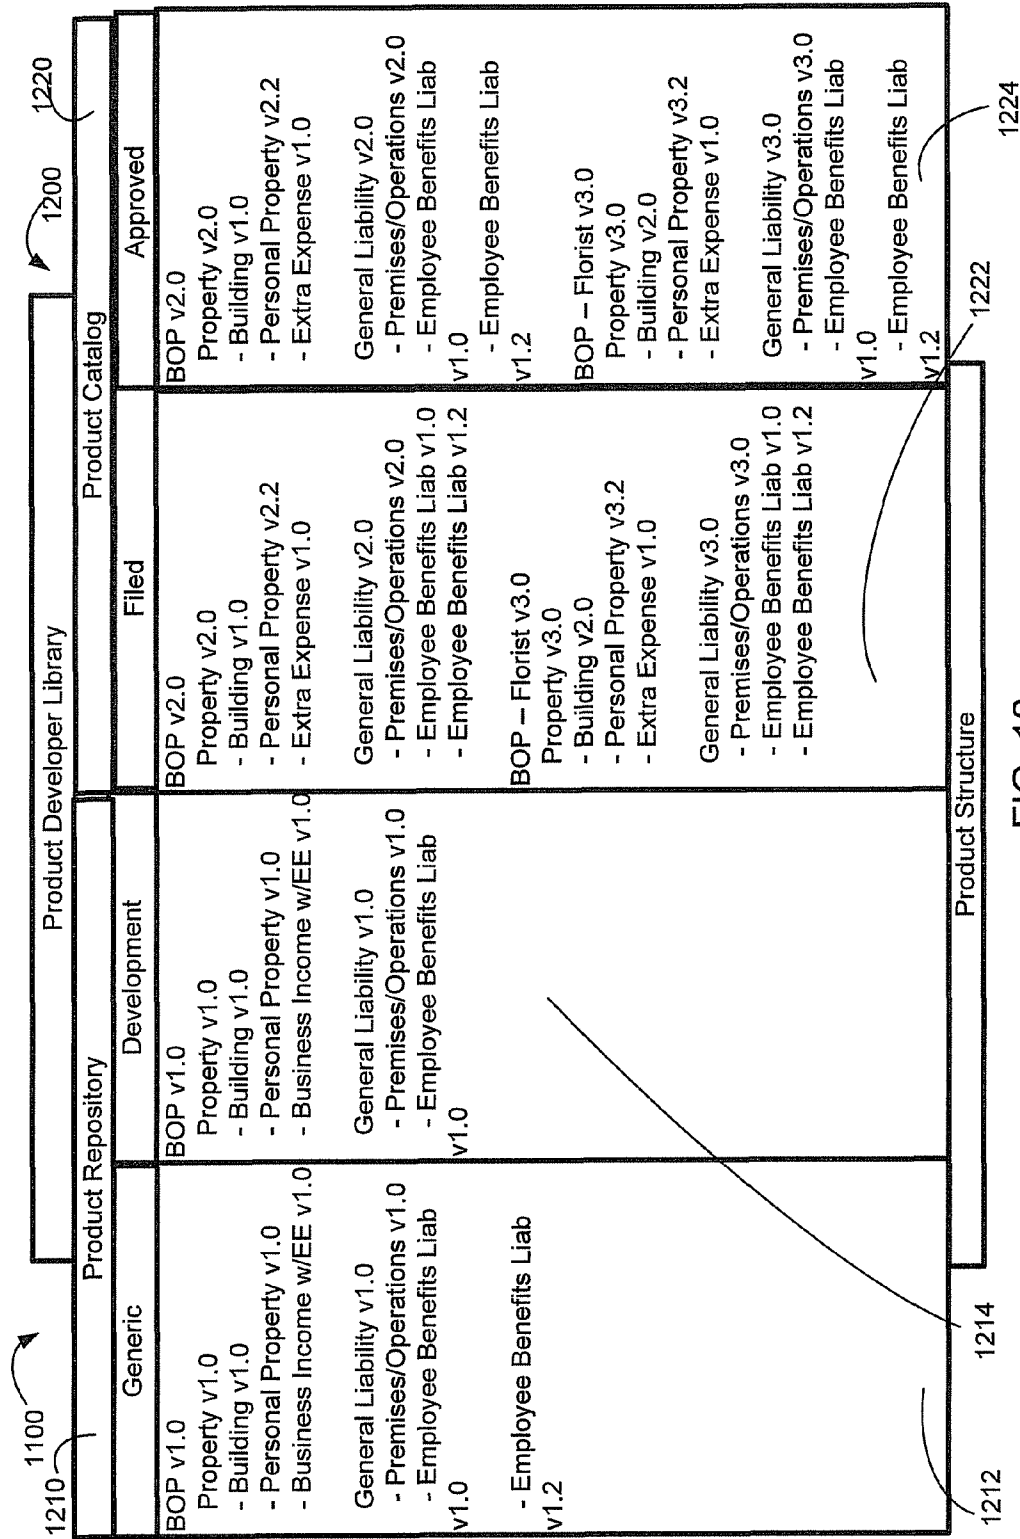 1100
1210
1200
1220
Product Developer Library
Product Repository
Product Catalog
Generic
Development
Filed
Approved
BOP v1.0
Property v1.0
- Building v1.0
- Personal Property v1.0
- Business Income w/EE v1.0
General Liability v1.0
- Premises/Operations v1.0
- Employee Benefits Liab
v1.0
- Employee Benefits Liab
v1.2
BOP v1.0
Property v1.0
- Building v1.0
- Personal Property v1.0
- Business Income w/EE v1.0
General Liability v1.0
- Premises/Operations v1.0
- Employee Benefits Liab
v1.0
BOP v2.0
Property v2.0
- Building v1.0
- Personal Property v2.2
- Extra Expense v1.0
General Liability v2.0
- Premises/Operations v2.0
- Employee Benefits Liab v1.0
- Employee Benefits Liab v1.2
BOP – Florist v3.0
Property v3.0
- Building v2.0
- Personal Property v3.2
- Extra Expense v1.0
General Liability v3.0
- Premises/Operations v3.0
- Employee Benefits Liab v1.0
- Employee Benefits Liab v1.2
BOP v2.0
Property v2.0
- Building v1.0
- Personal Property v2.2
- Extra Expense v1.0
General Liability v2.0
- Premises/Operations v2.0
- Employee Benefits Liab
v1.0
- Employee Benefits Liab
v1.2
BOP – Florist v3.0
Property v3.0
- Building v2.0
- Personal Property v3.2
- Extra Expense v1.0
General Liability v3.0
- Premises/Operations v3.0
- Employee Benefits Liab
v1.0
- Employee Benefits Liab
v1.2
Product Structure
1212
1214
1222
1224
FIG.